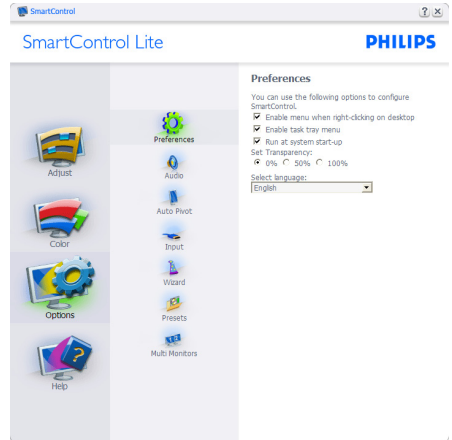 SmartControl
SmartControl Lite
PHILIPS
Adjust
Color
Options
Help
Preferences
Audio
Auto Pivot
Input
Wizard
Presets
Multi Monitors
Preferences
You can use the following options to configure
SmartControl.
Enable menu when right-clicking on desktop
Enable task tray menu
Run at system start-up
Set Transparency:
0% 50% 100%
Select language:
English